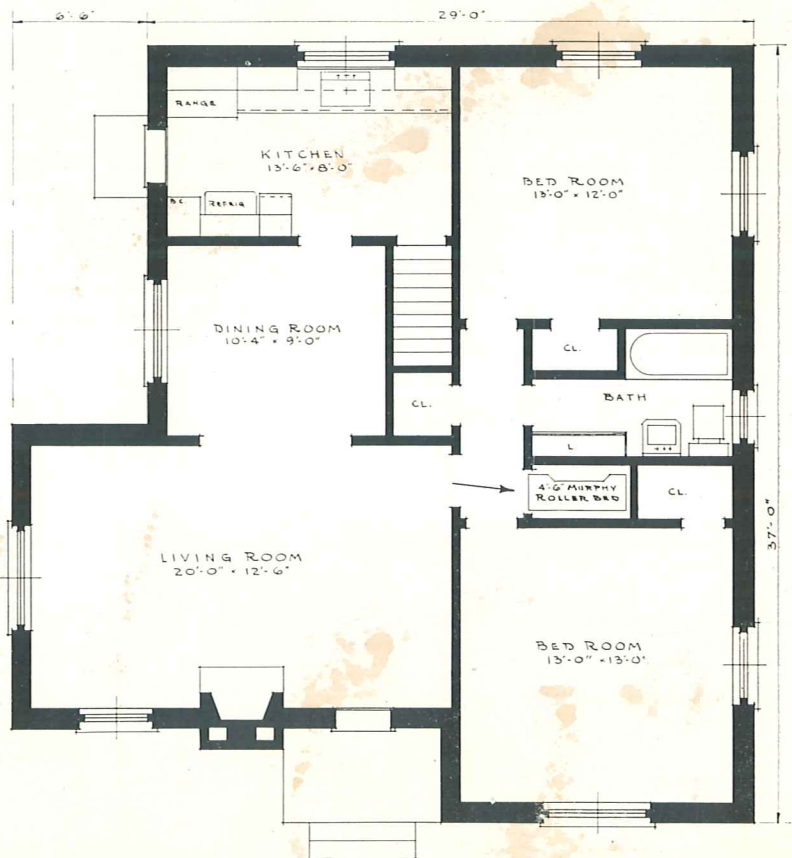 6'-6"
29'-0"
RANGE
KITCHEN
13'-6" × 8'-0"
B.C.
REFRIG
BED ROOM
13'-0" × 12'-0"
DINING ROOM
10'-4" × 9'-0"
CL.
CL.
BATH
L
4'-6" MURPHY
ROLLER BED
CL.
37'-0"
LIVING ROOM
20'-0" × 12'-6"
BED ROOM
13'-0" × 13'-0"